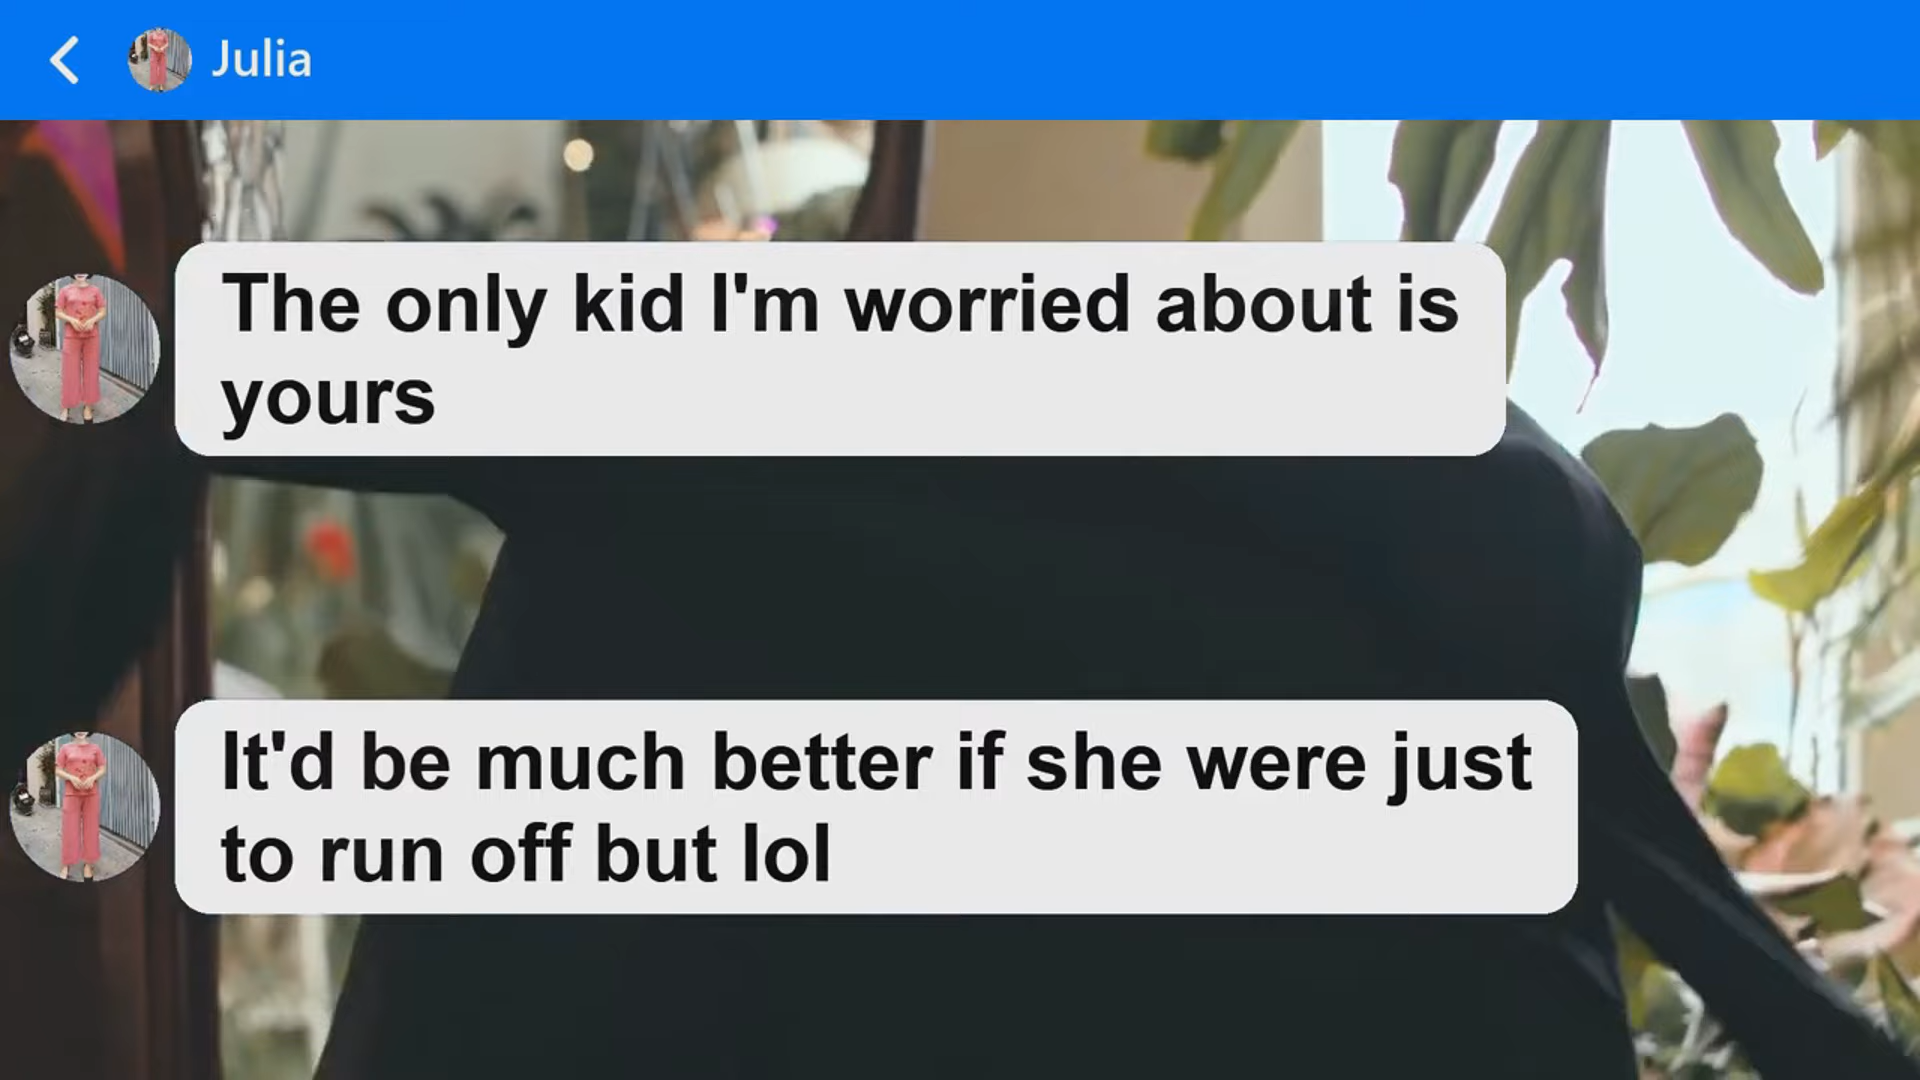 Julia
The only kid I'm worried about is
yours
It'd be much better if she were just
to run off but lol